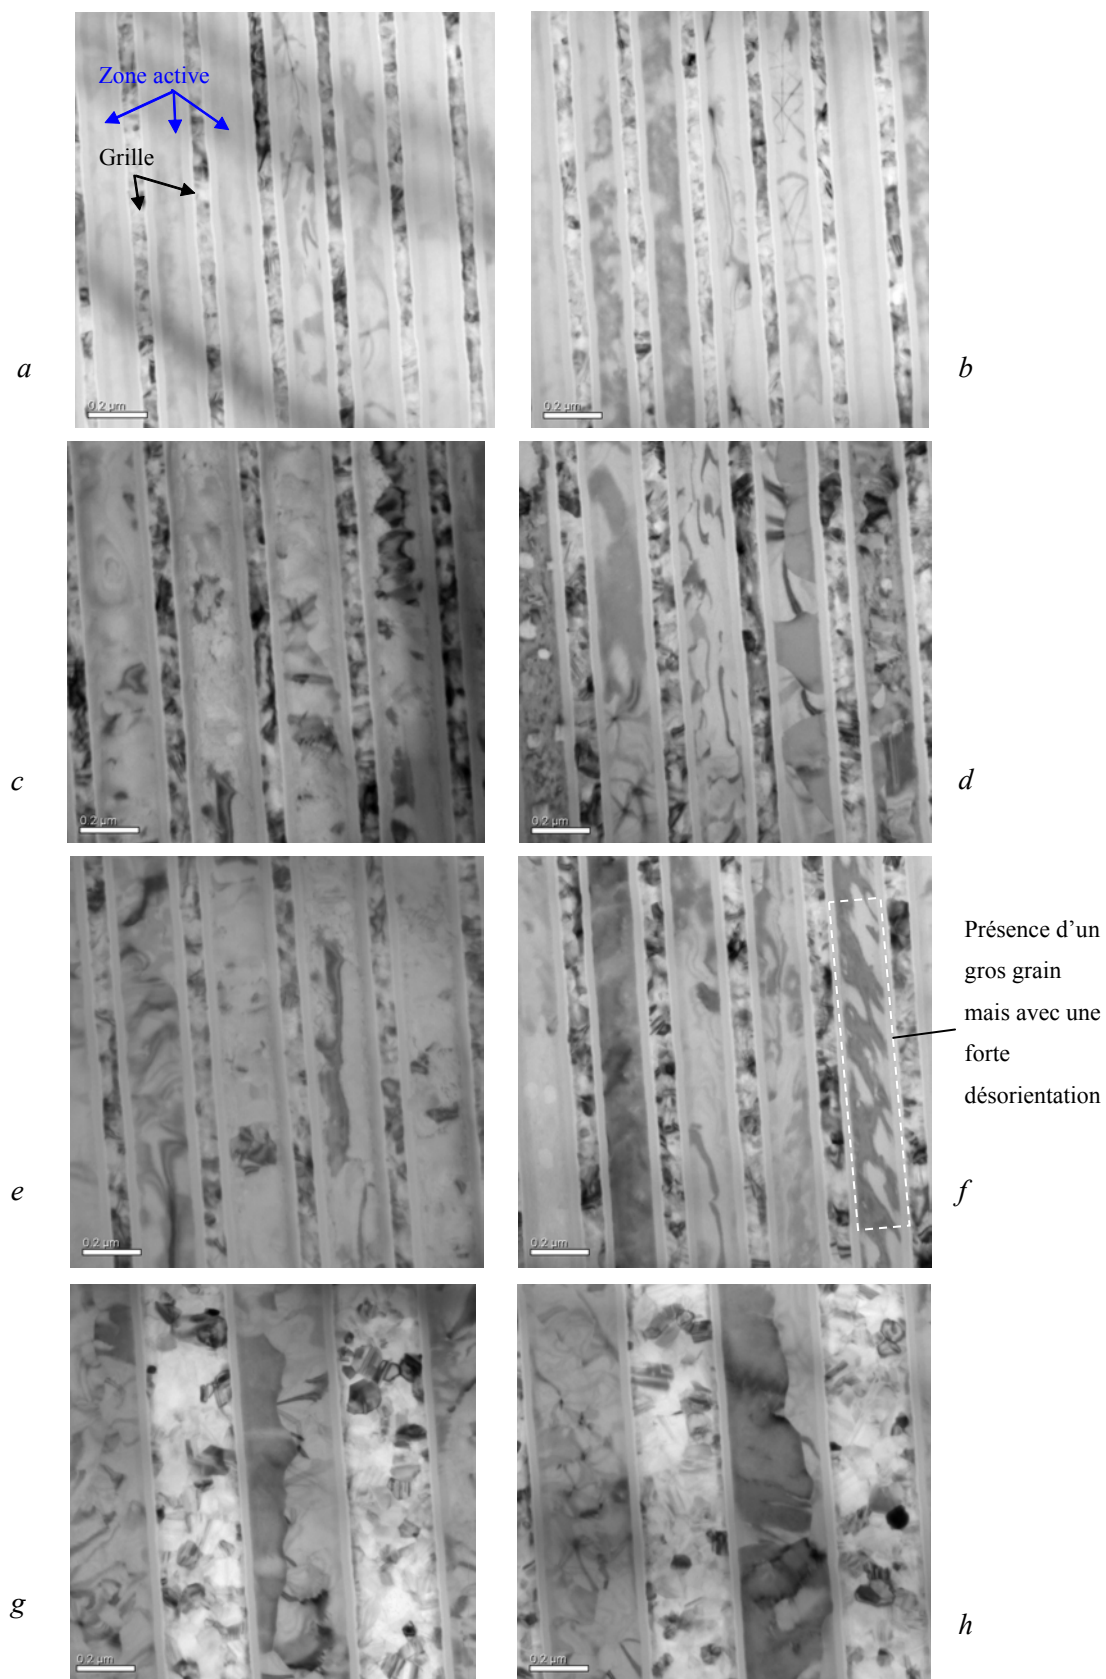 Zone active
Grille
0.2 µm
a
0.2 µm
b
0.2 µm
c
0.2 µm
d
0.2 µm
e
0.2 µm
f
Présence d’un
gros grain
mais avec une
forte
désorientation
0.2 µm
g
0.2 µm
h